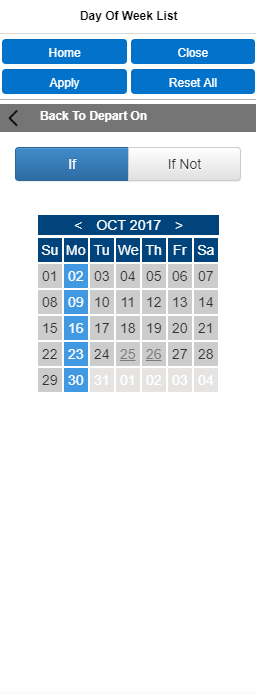 Day Of Week List
Home Close
Apply Reset All
Back To Depart On
If If Not
< OCT 2017 >
Su Mo Tu We Th Fr Sa
01 02 03 04 05 06 07
08 09 10 11 12 13 14
15 16 17 18 19 20 21
22 23 24 25 26 27 28
29 30 31 01 02 03 04